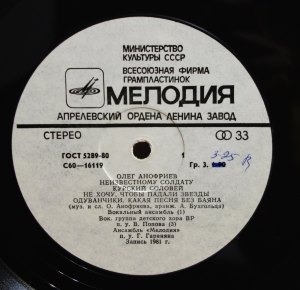 МИНИСТЕРСТВО
КУЛЬТУРЫ СССР
ВСЕСОЮЗНАЯ ФИРМА
ГРАМПЛАСТИНОК
МЕЛОДИЯ
АПРЕЛЕВСКИЙ ОРДЕНА ЛЕНИНА ЗАВОД
СТЕРЕО
33
ГОСТ 5289-80
1
3-25
С60—16119
Гр. 3.
ОЛЕГ АНОФРИЕВ
НЕИЗВЕСТНОМУ СОЛДАТУ
КУРСКИЙ СОЛОВЕЙ
НЕ ХОЧУ, ЧТОБЫ ПАДАЛИ ЗВЕЗДЫ
ОДУВАНЧИКИ. КАКАЯ ПЕСНЯ БЕЗ БАЯНА
(муз. и сл. О. Анофриева, аранж. А. Бухгольца)
Вокальный ансамбль (1)
Вок. группа детского хора ВР
п/у В. Попова (3)
Ансамбль «Мелодия»
п. у. Г. Гараняна
Запись 1981 г.